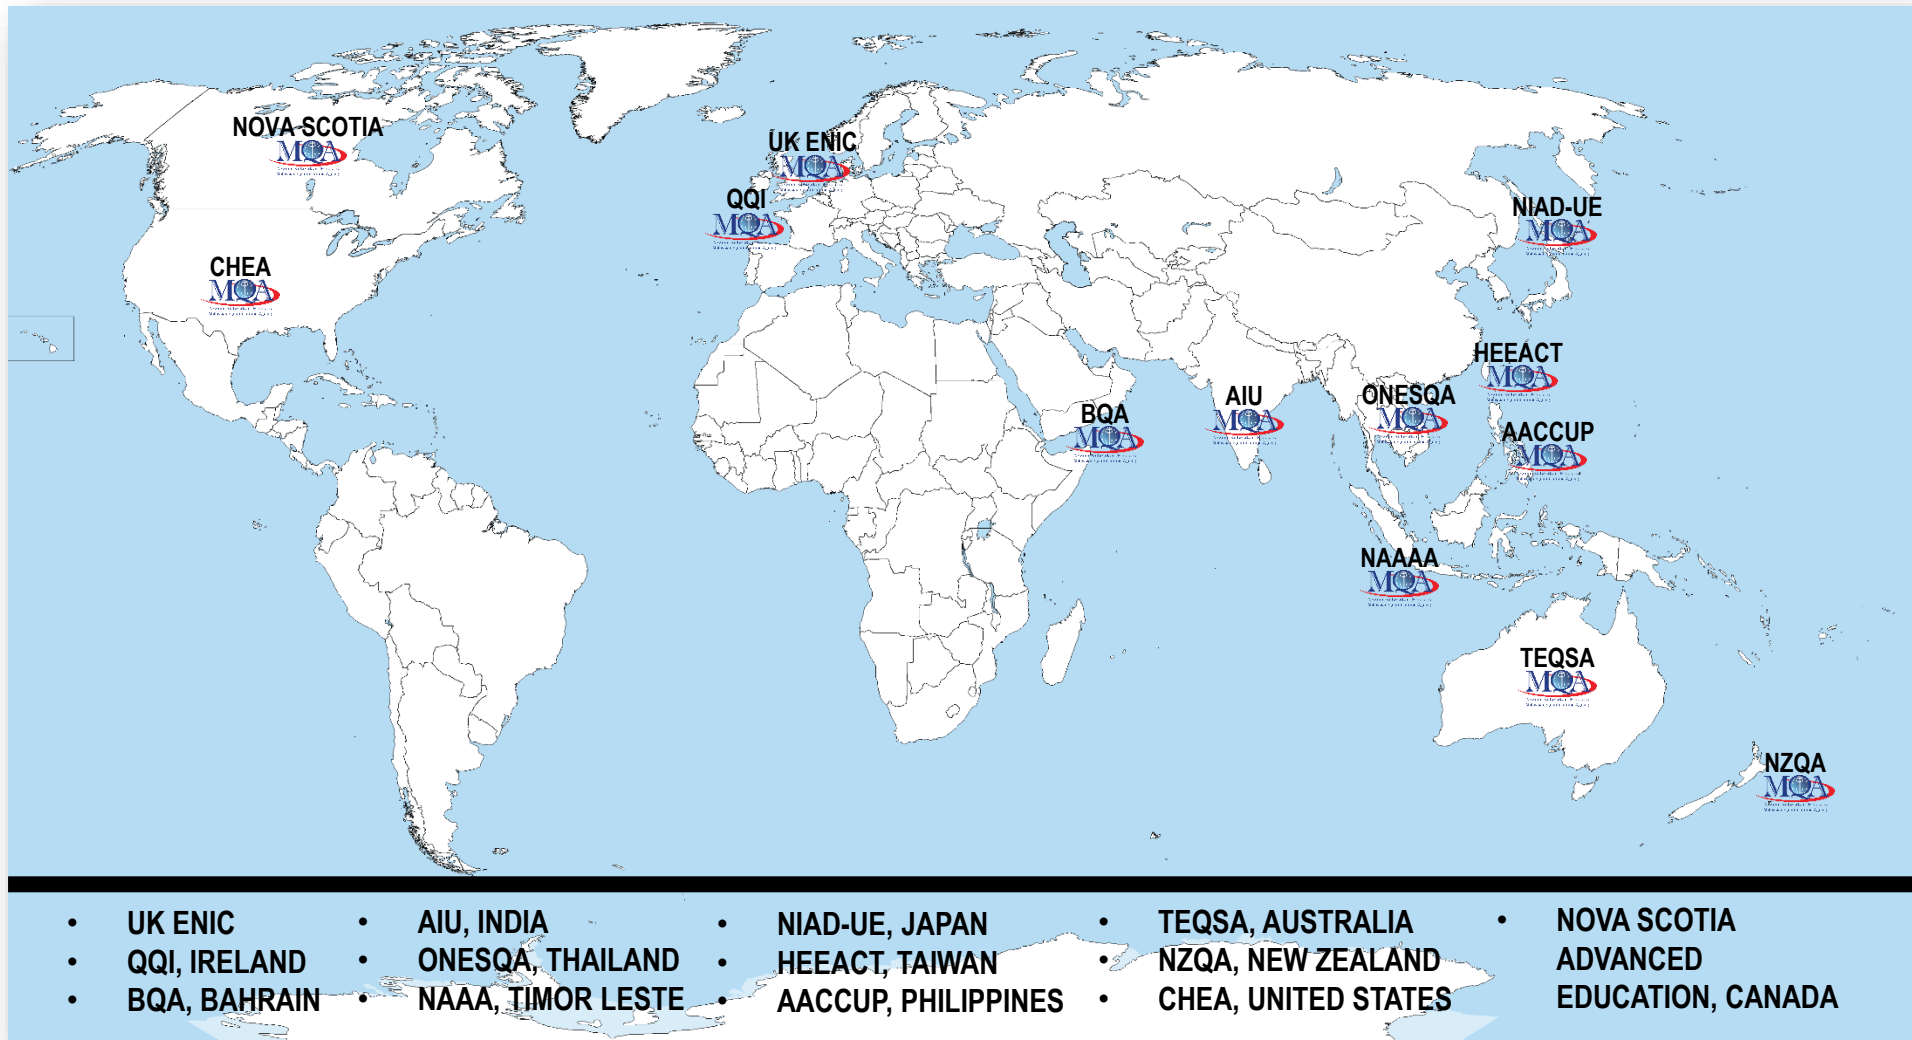 NOVA SCOTIA
MQA
UK ENIC
MQA
QQI
MQA
NIAD-UE
MQA
CHEA
MQA
HEEACT
MQA
AIU
MQA
ONESQA
MQA
BQA
MQA
AACCUP
MQA
NAAAA
MQA
TEQSA
MQA
NZQA
MQA
• UK ENIC
• QQI, IRELAND
• BQA, BAHRAIN
• AIU, INDIA
• ONESQA, THAILAND
• NAAA, TIMOR LESTE
• NIAD-UE, JAPAN
• HEEACT, TAIWAN
• AACCUP, PHILIPPINES
• TEQSA, AUSTRALIA
• NZQA, NEW ZEALAND
• CHEA, UNITED STATES
• NOVA SCOTIA
ADVANCED
EDUCATION, CANADA